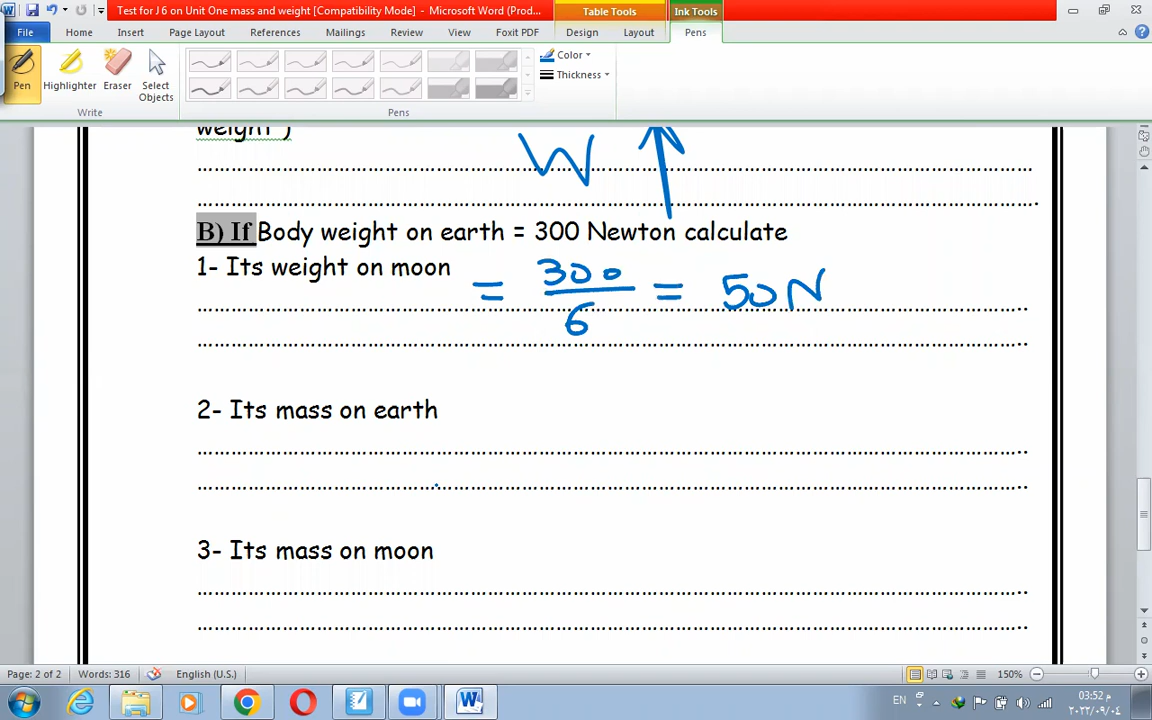 Test for J 6 on Unit One mass and weight [Compatibility Mode] - Microsoft Word (Prod...
Table Tools
Ink Tools
File Home Insert Page Layout References Mailings Review View Foxit PDF Design Layout Pens
Pen Highlighter Eraser Select Objects
Color
Thickness
Write
Pens
weight )
W
B) If Body weight on earth = 300 Newton calculate
1- Its weight on moon = 300/6 = 50 N
2- Its mass on earth
3- Its mass on moon
Page: 2 of 2 Words: 316 English (U.S.) 150%
EN 03:52 م
٢٠٢٢/٠٩/٠٤